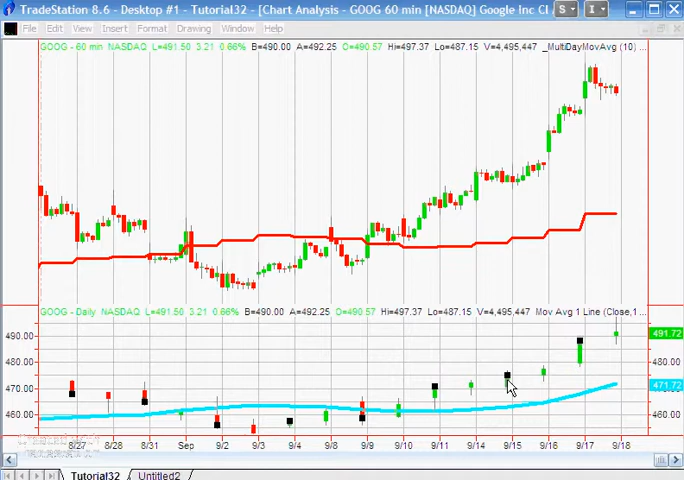 TradeStation 8.6 - Desktop #1 - Tutorial32 - [Chart Analysis - GOOG 60 min [NASDAQ] Google Inc Cl
S
I
File Edit View Insert Format Drawing Window Help
GOOG - 60 min NASDAQ L=491.50 3.21 0.66% B=490.00 A=492.25 O=490.57 Hi=497.37 Lo=487.15 V=4,495,447 _MultiDayMovAvg (10) ...
GOOG - Daily NASDAQ L=491.50 3.21 0.66% B=490.00 A=492.25 O=490.57 Hi=497.37 Lo=487.15 V=4,495,447 Mov Avg 1 Line (Close,1...
490.00
491.72
480.00
470.00
471.72
460.00
460.00
8/27 8/28 8/31 Sep 9/2 9/3 9/4 9/8 9/9 9/10 9/11 9/14 9/15 9/16 9/17 9/18
Tutorial32 Untitled2